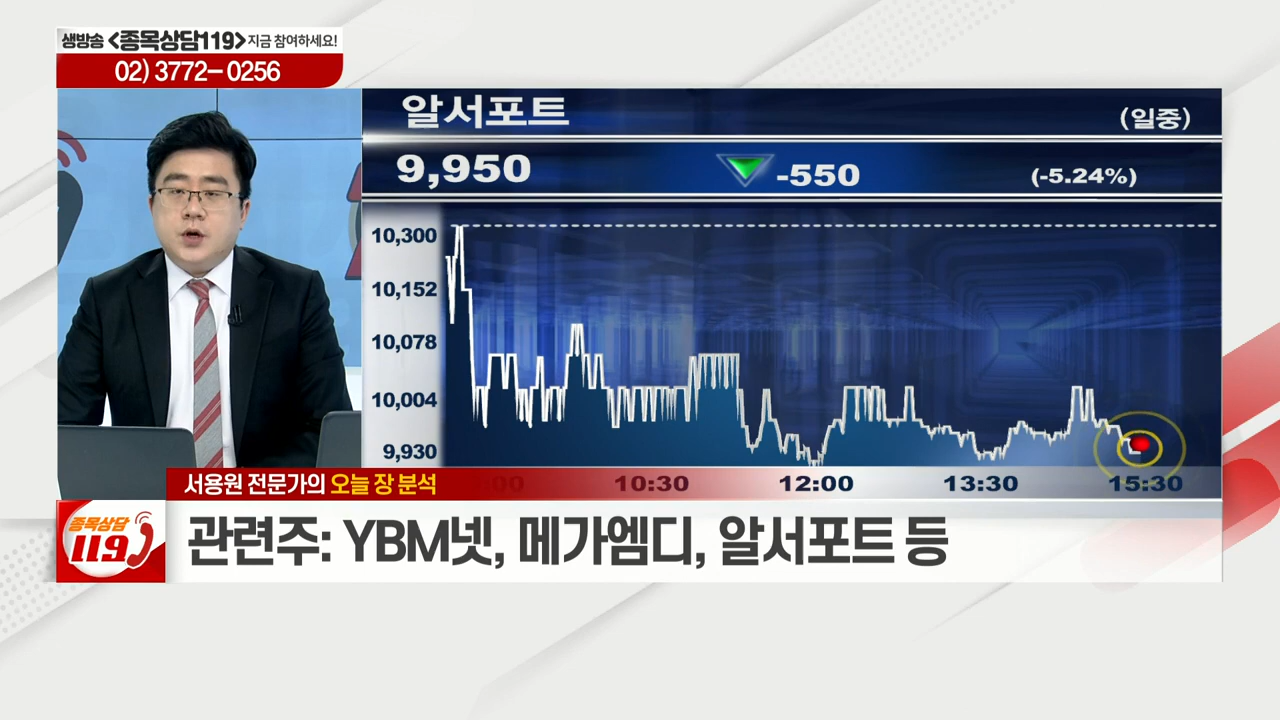 생방송 <종목상담119> 지금 참여하세요!
02) 3772-0256
알서포트
(일중)
9,950 -550 (-5.24%)
10,300
10,152
10,078
10,004
9,930
:00 10:30 12:00 13:30 15:30
서용원 전문가의 오늘 장 분석
종목상담
119
관련주: YBM넷, 메가엠디, 알서포트 등